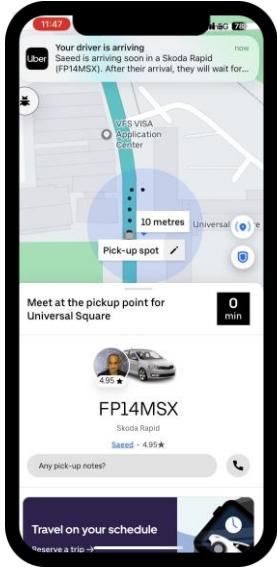 11:47
5G 78
Uber
Your driver is arriving
now
Saeed is arriving soon in a Skoda Rapid
(FP14MSX). After their arrival, they will wait for...
VFS VISA
Application
Center
10 metres
Universal
Pick-up spot
Meet at the pickup point for
Universal Square
0
min
4.95 ★
FP14MSX
Skoda Rapid
Saeed • 4.95★
Any pick-up notes?
Travel on your schedule
Reserve a trip →